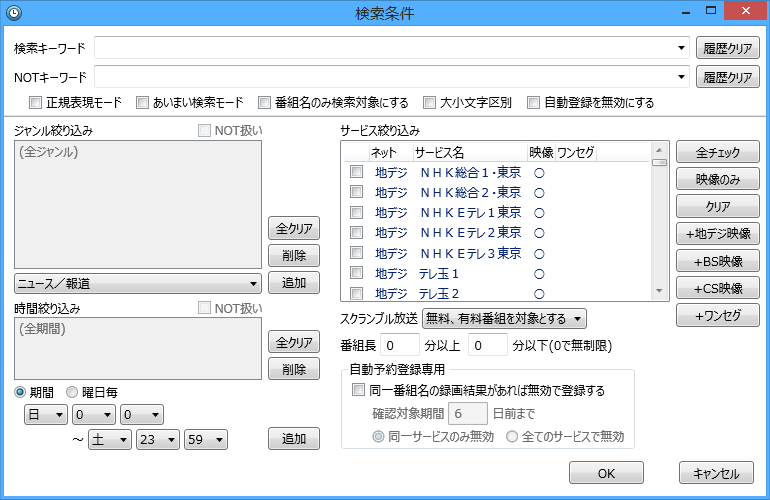 検索条件
検索キーワード
履歴クリア
NOTキーワード
履歴クリア
正規表現モード あいまい検索モード 番組名のみ検索対象にする 大小文字区別 自動登録を無効にする
ジャンル絞り込み NOT扱い
(全ジャンル)
全クリア
削除
ニュース／報道 追加
時間絞り込み NOT扱い
(全期間)
全クリア
削除
期間 曜日毎
日 0 0
～ 土 23 59 追加
サービス絞り込み
ネット サービス名 映像 ワンセグ
地デジ ＮＨＫ総合１・東京 ○
地デジ ＮＨＫ総合２・東京 ○
地デジ ＮＨＫＥテレ１東京 ○
地デジ ＮＨＫＥテレ２東京 ○
地デジ ＮＨＫＥテレ３東京 ○
地デジ テレ玉１ ○
地デジ テレ玉２ ○
全チェック
映像のみ
クリア
+地デジ映像
+BS映像
+CS映像
+ワンセグ
スクランブル放送 無料、有料番組を対象とする
番組長 0 分以上 0 分以下(0で無制限)
自動予約登録専用
同一番組名の録画結果があれば無効で登録する
確認対象期間 6 日前まで
同一サービスのみ無効 全てのサービスで無効
OK キャンセル